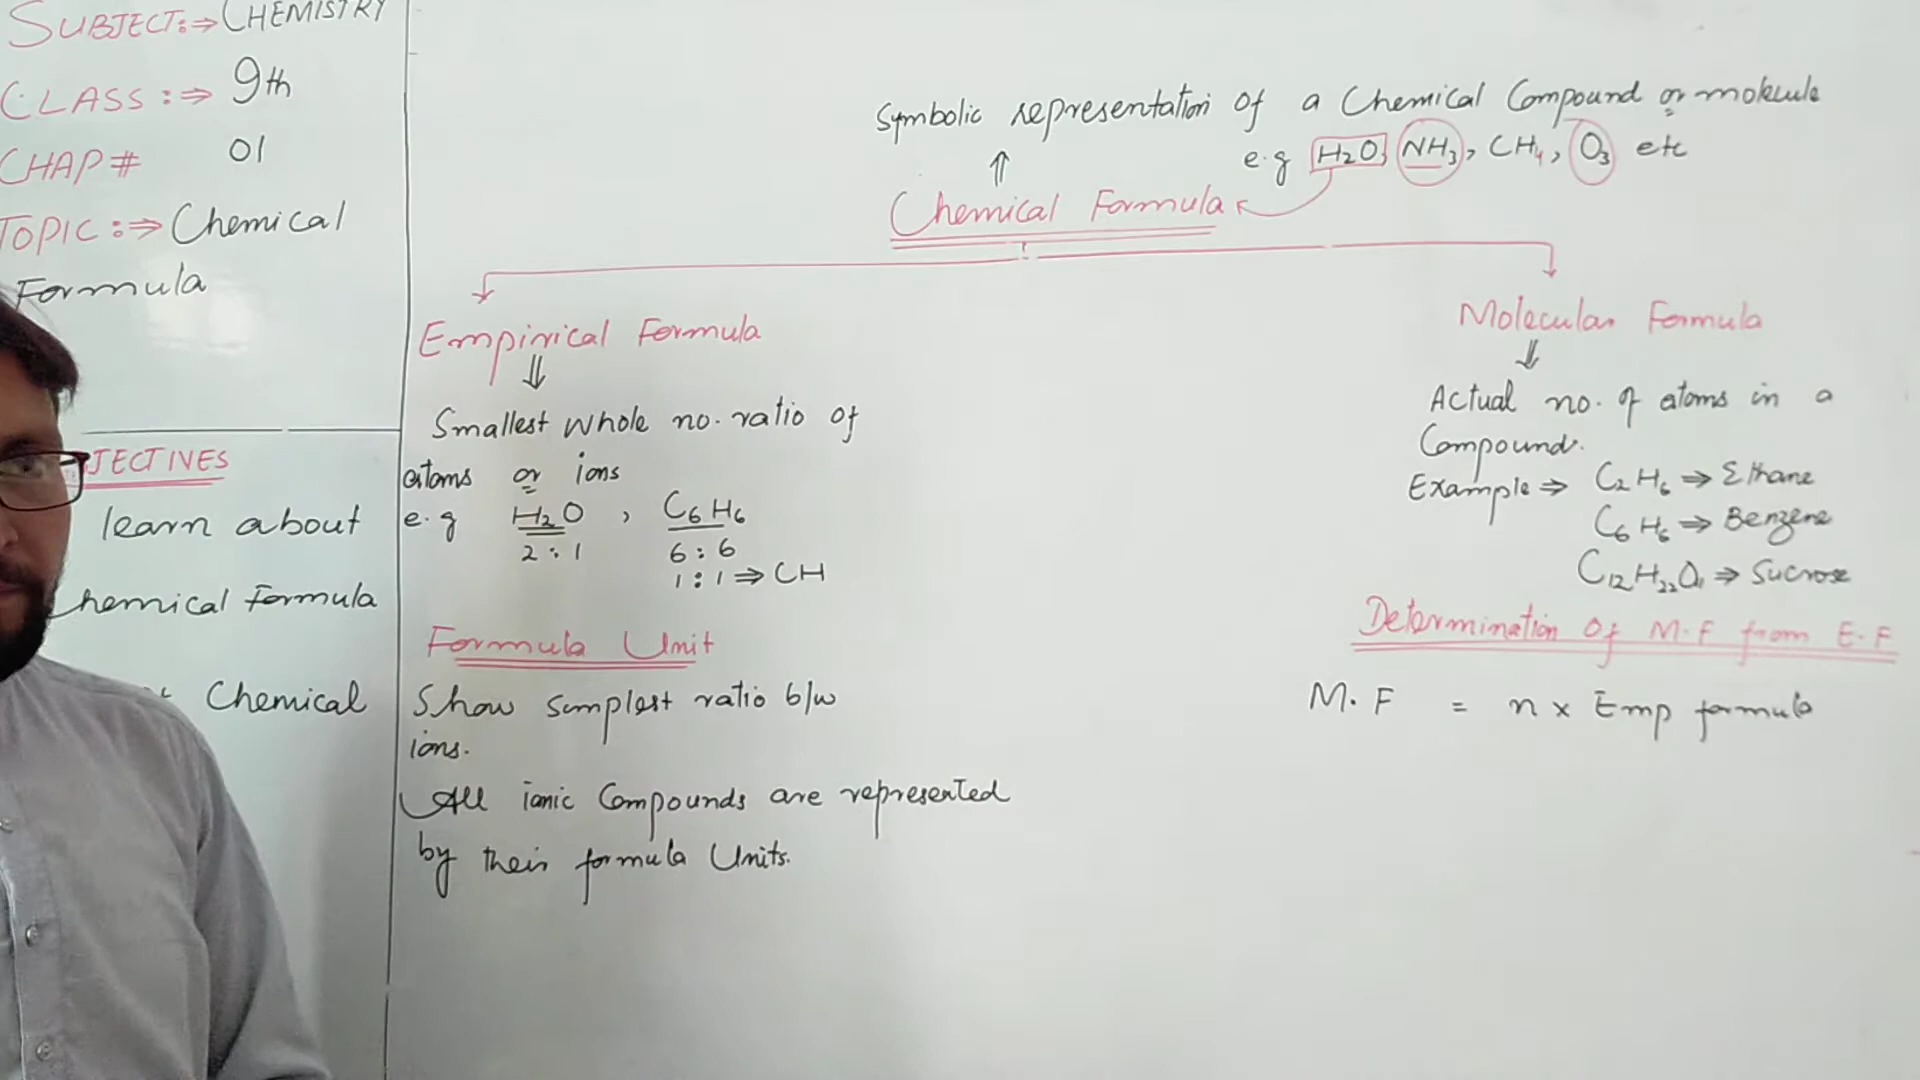 SUBJECT:⇒ CHEMISTRY
CLASS:⇒ 9th
CHAP# 01
TOPIC:⇒ Chemical
Formula
JECTIVES
learn about
hemical Formula
Chemical
Symbolic representation of a Chemical Compound or molecule
e.g H₂O, NH₃, CH₄, O₃ etc
Chemical Formula
Empirical Formula
Smallest whole no. ratio of
atoms or ions
e.g H₂O , C₆H₆
2:1 6:6
1:1 ⇒ CH
Formula Unit
Show simplest ratio b/w
ions.
All ionic Compounds are represented
by their formula Units.
Molecular Formula
Actual no. of atoms in a
Compound.
Example ⇒ C₂H₆ ⇒ Ethane
C₆H₆ ⇒ Benzene
C₁₂H₂₂O₁₁ ⇒ Sucrose
Determination Of M.F from E.F
M.F = n x Emp formula